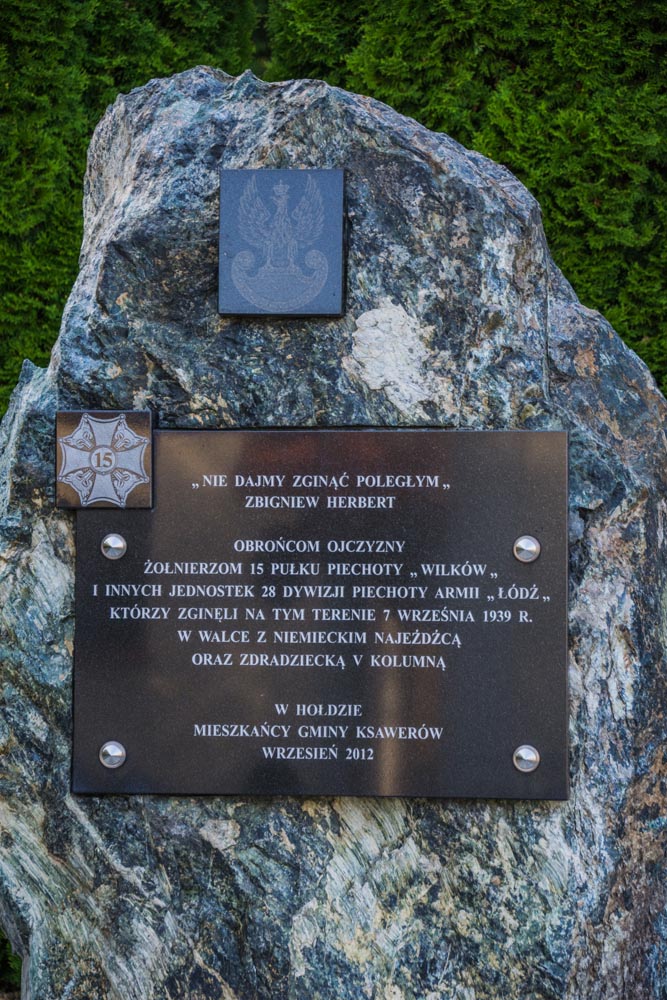 15
„NIE DAJMY ZGINĄĆ POLEGŁYM„
ZBIGNIEW HERBERT
OBROŃCOM OJCZYZNY
ŻOŁNIERZOM 15 PUŁKU PIECHOTY „WILKÓW„
I INNYCH JEDNOSTEK 28 DYWIZJI PIECHOTY ARMII „ŁÓDŹ„
KTÓRZY ZGINĘLI NA TYM TERENIE 7 WRZEŚNIA 1939 R.
W WALCE Z NIEMIECKIM NAJEŹDŹCĄ
ORAZ ZDRADZIECKĄ V KOLUMNĄ
W HOŁDZIE
MIESZKAŃCY GMINY KSAWERÓW
WRZESIEŃ 2012